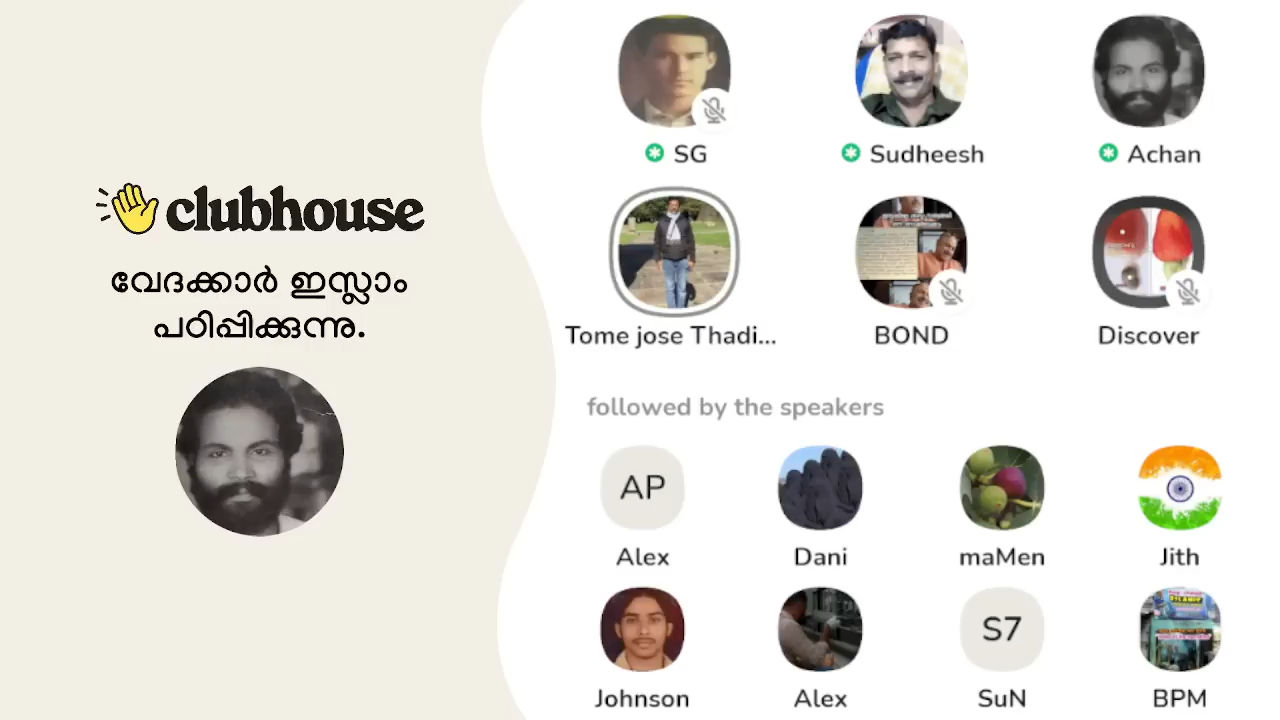 clubhouse
വേദക്കാർ ഇസ്ലാം
പഠിപ്പിക്കുന്നു.
SG
Sudheesh
Achan
Tome jose Thadi...
BOND
Discover
followed by the speakers
AP
Alex
Dani
maMen
Jith
Johnson
Alex
S7
SuN
BPM